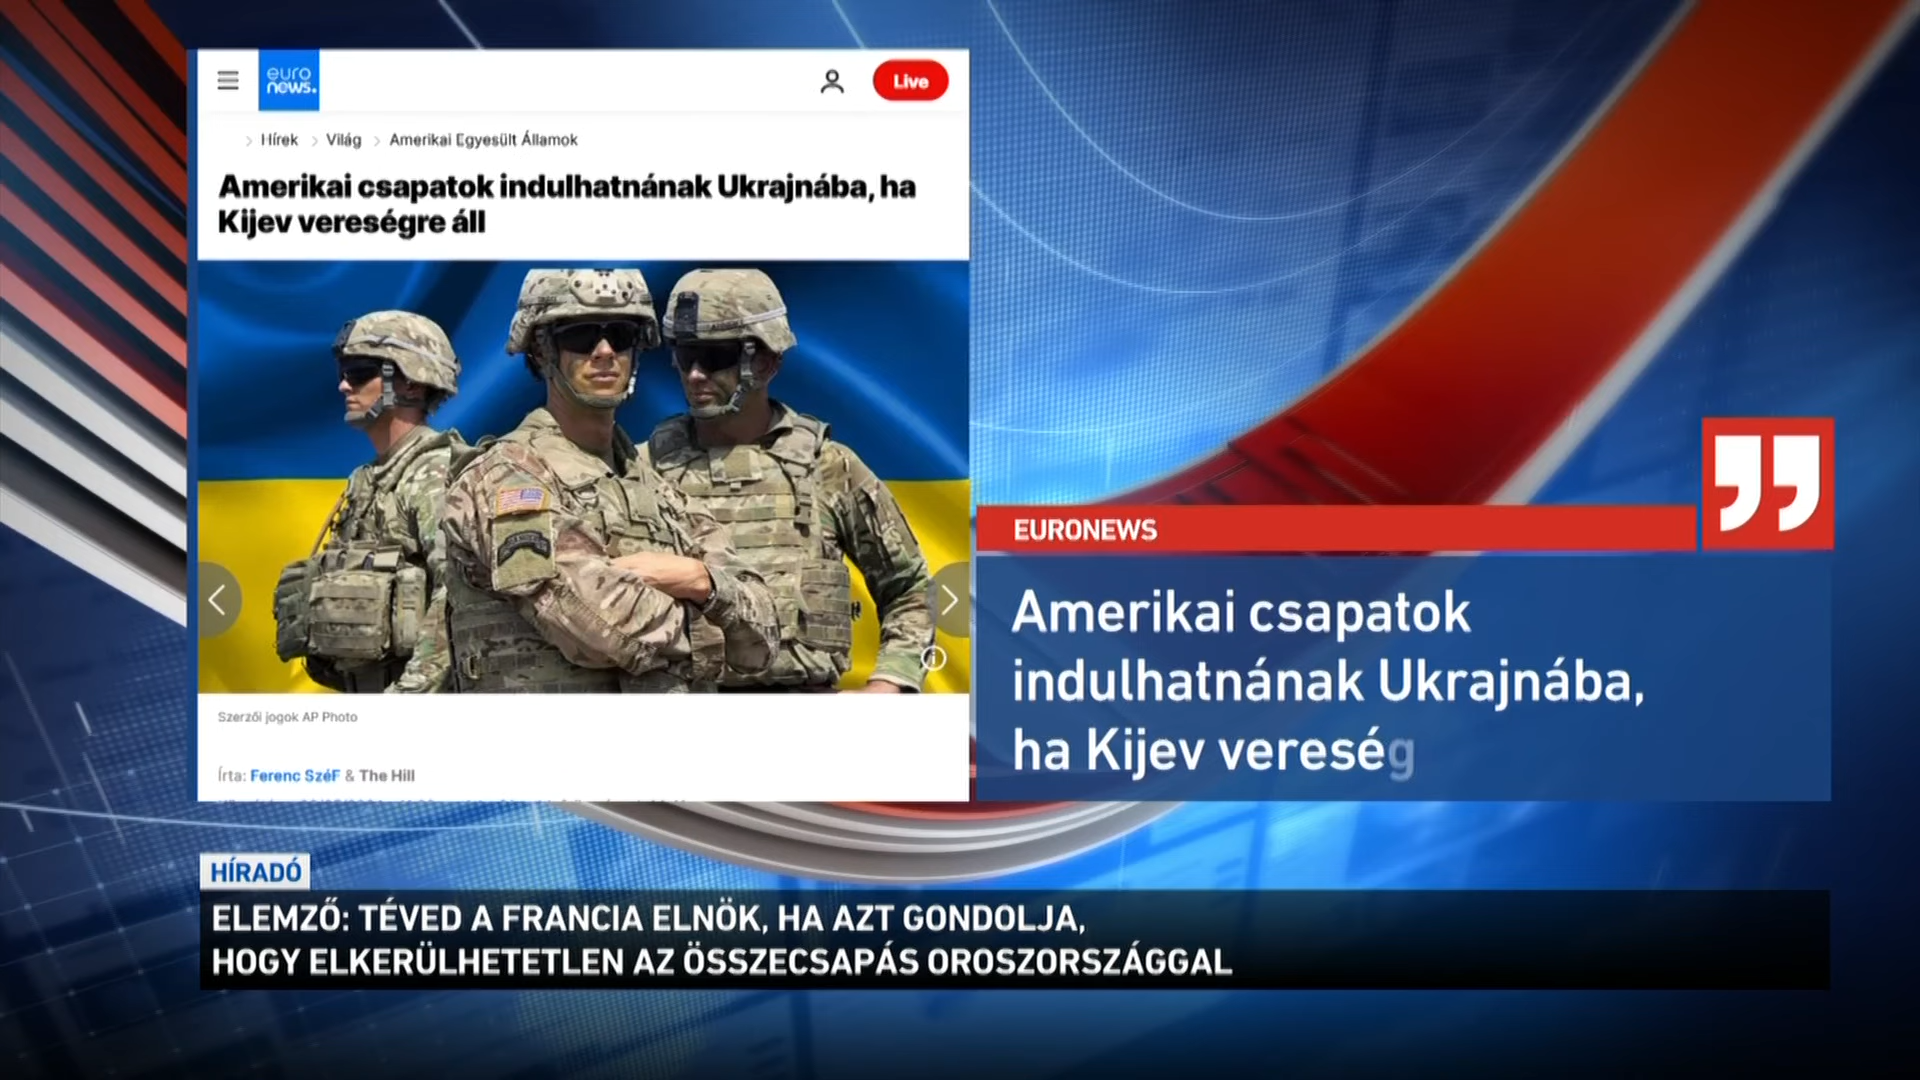 euro
news.
Live
Hírek > Világ > Amerikai Egyesült Államok
Amerikai csapatok indulhatnának Ukrajnába, ha
Kijev vereségre áll
Szerzői jogok AP Photo
Írta: Ferenc SzéF & The Hill
EURONEWS
Amerikai csapatok
indulhatnának Ukrajnába,
ha Kijev vereség
HÍRADÓ
ELEMZŐ: TÉVED A FRANCIA ELNÖK, HA AZT GONDOLJA,
HOGY ELKERÜLHETETLEN AZ ÖSSZECSAPÁS OROSZORSZÁGGAL